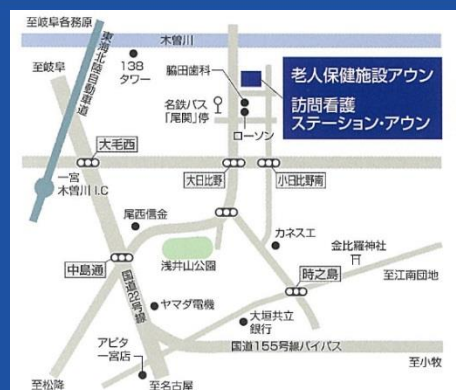 至岐阜各務原
木曽川
東海北陸自動車道
138
タワー
至岐阜
脇田歯科
老人保健施設アウン
訪問看護
ステーション・アウン
名鉄バス
「尾関」停
ローソン
大毛西
一宮
木曽川I.C
大日比野
小日比野南
尾西信金
カネスエ
金比羅神社
浅井山公園
中島通
時之島
至江南団地
国道22号線
ヤマダ電機
大垣共立
銀行
アピタ
一宮店
国道155号線バイパス
至松降
至名古屋
至小牧